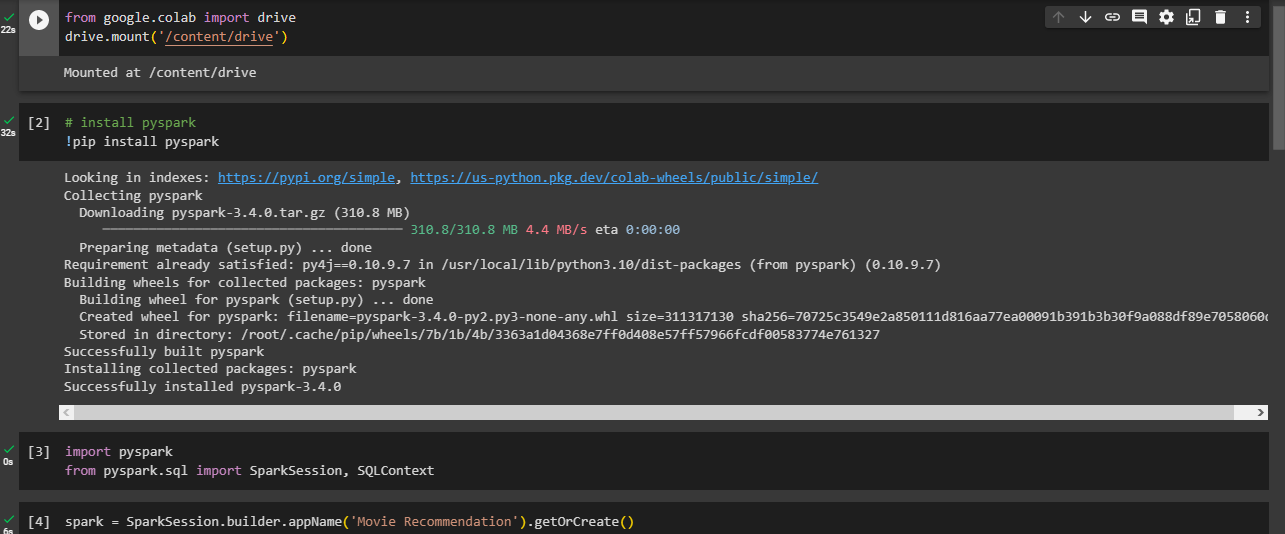 from google.colab import drive
22s
drive.mount('/content/drive')
Mounted at /content/drive
[2] # install pyspark
32s
!pip install pyspark
Looking in indexes: https://pypi.org/simple, https://us-python.pkg.dev/colab-wheels/public/simple/
Collecting pyspark
Downloading pyspark-3.4.0.tar.gz (310.8 MB)
310.8/310.8 MB 4.4 MB/s eta 0:00:00
Preparing metadata (setup.py) ... done
Requirement already satisfied: py4j==0.10.9.7 in /usr/local/lib/python3.10/dist-packages (from pyspark) (0.10.9.7)
Building wheels for collected packages: pyspark
Building wheel for pyspark (setup.py) ... done
Created wheel for pyspark: filename=pyspark-3.4.0-py2.py3-none-any.whl size=311317130 sha256=70725c3549e2a850111d816aa77ea00091b391b3b30f9a088df89e7058060c
Stored in directory: /root/.cache/pip/wheels/7b/1b/4b/3363a1d04368e7ff0d408e57ff57966fcdf00583774e761327
Successfully built pyspark
Installing collected packages: pyspark
Successfully installed pyspark-3.4.0
[3] import pyspark
0s
from pyspark.sql import SparkSession, SQLContext
[4] spark = SparkSession.builder.appName('Movie Recommendation').getOrCreate()
6s